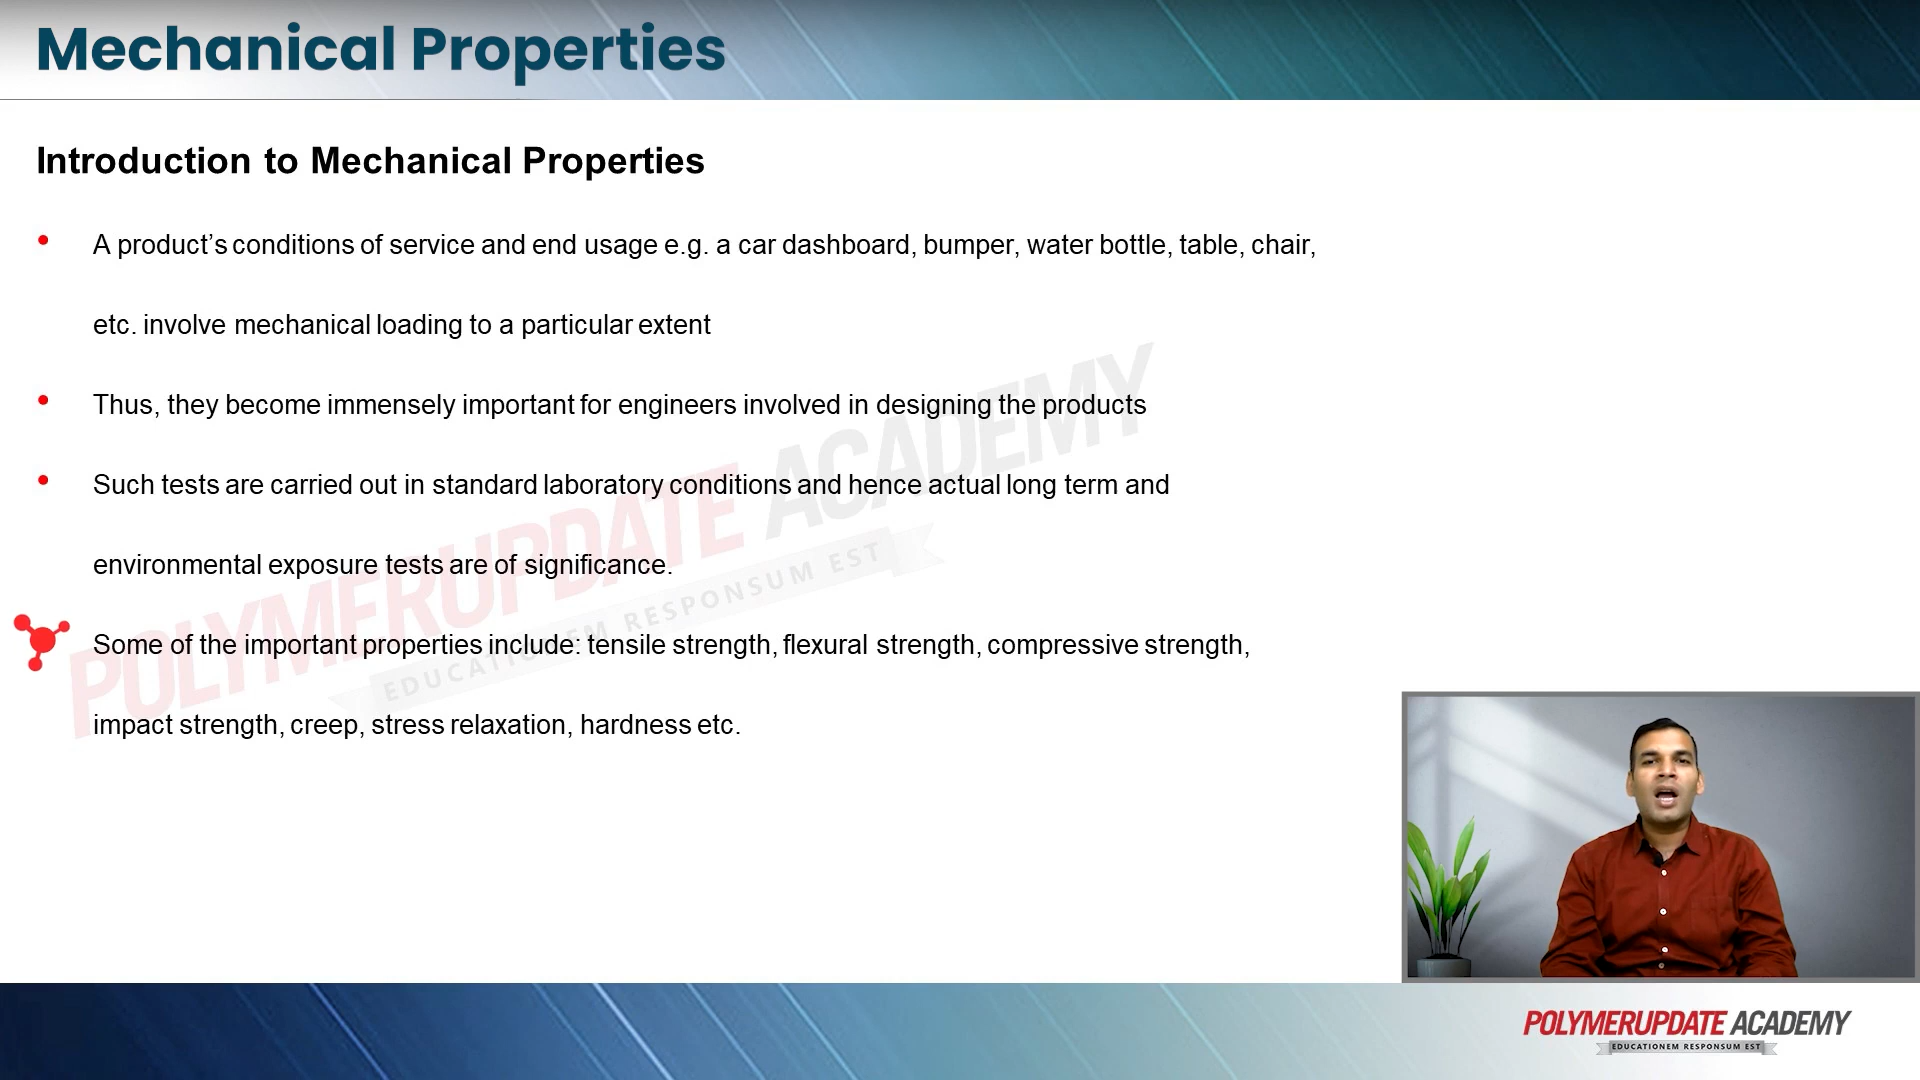 Mechanical Properties
Introduction to Mechanical Properties
• A product's conditions of service and end usage e.g. a car dashboard, bumper, water bottle, table, chair,
etc. involve mechanical loading to a particular extent
• Thus, they become immensely important for engineers involved in designing the products
• Such tests are carried out in standard laboratory conditions and hence actual long term and
environmental exposure tests are of significance.
Some of the important properties include: tensile strength, flexural strength, compressive strength,
impact strength, creep, stress relaxation, hardness etc.
POLYMERUPDATE ACADEMY
EDUCATIONEM RESPONSUM EST
POLYMERUPDATE ACADEMY
EDUCATIONEM RESPONSUM EST